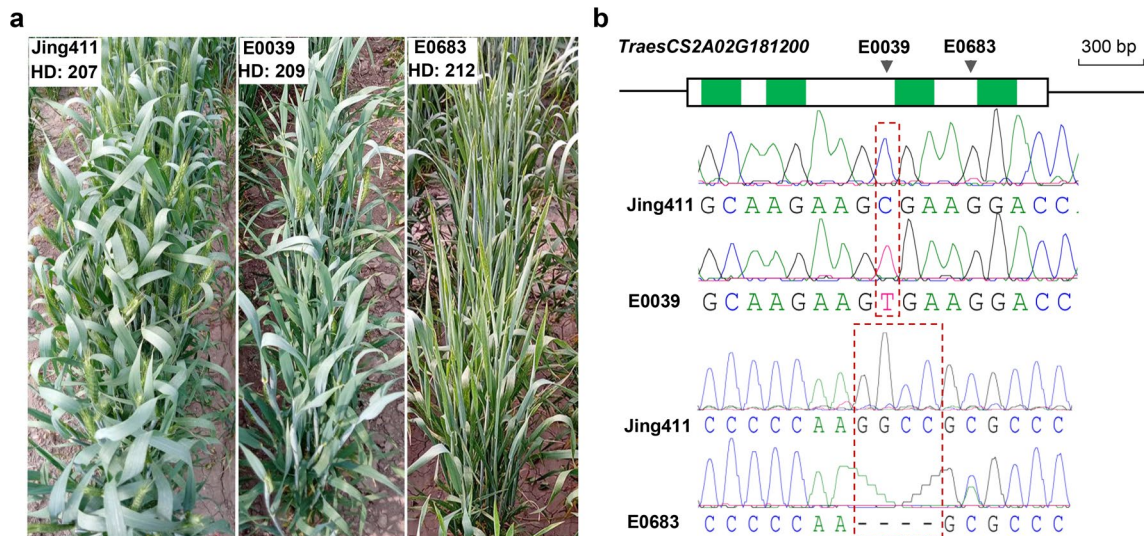 a
Jing411
HD: 207
E0039
HD: 209
E0683
HD: 212
b
TraesCS2A02G181200
E0039
E0683
300 bp
Jing411
GCAAGAAGCGAAGGACC
E0039
GCAAGAAGTGAAGGACC
Jing411
CCCCCAAGGCCGCGCCC
E0683
CCCCCAA----GCGCCC